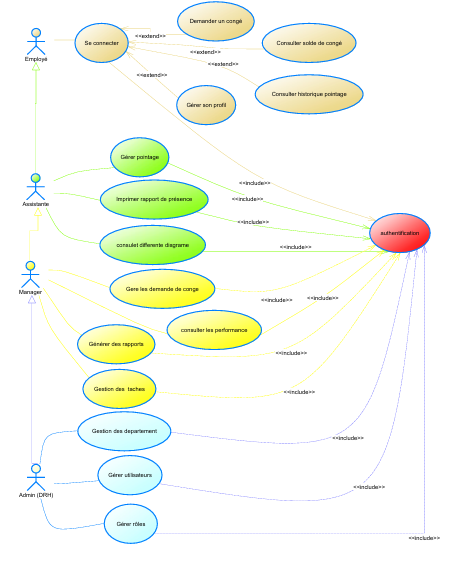 Demander un congé
<<extend>>
Se connecter
Consulter solde de congé
<<extend>>
Employé
<<extend>>
<<extend>>
Consulter historique pointage
Gérer son profil
Gérer pointage
<<include>>
Imprimer rapport de présence
<<include>>
Assistante
<<include>>
authentification
consulet differente diagrame
<<include>>
Manager
Gere les demande de conge
<<include>>
<<include>>
consulter les performance
Générer des rapports
<<include>>
Gestion des taches
<<include>>
Gestion des departement
<<include>>
Gérer utilisateurs
<<include>>
Admin (DRH)
Gérer rôles
<<include>>